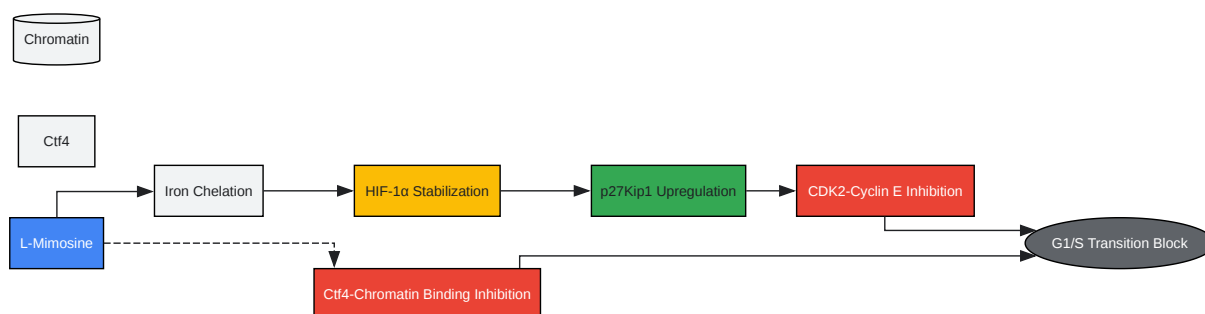 Chromatin
Ctf4
Iron Chelation
HIF-1α Stabilization
p27Kip1 Upregulation
CDK2-Cyclin E Inhibition
L-Mimosine
G1/S Transition Block
Ctf4-Chromatin Binding Inhibition